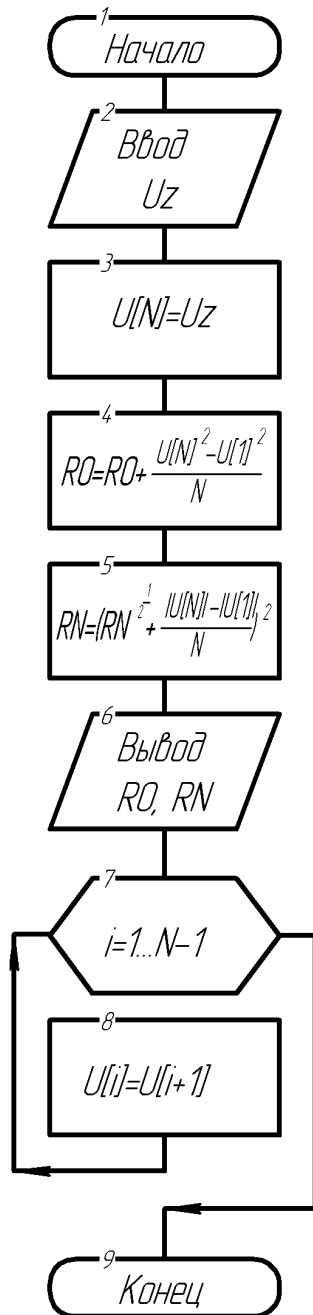 1
Начало
2
Ввод
Uz
3
U[N]=Uz
4
RO=RO+(U[N]²-U[1]²)/N
5
RN=(RN^(1/2)+(|U[N]|-|U[1]|)/N)²
6
Вывод
RO, RN
7
i=1...N-1
8
U[i]=U[i+1]
9
Конец